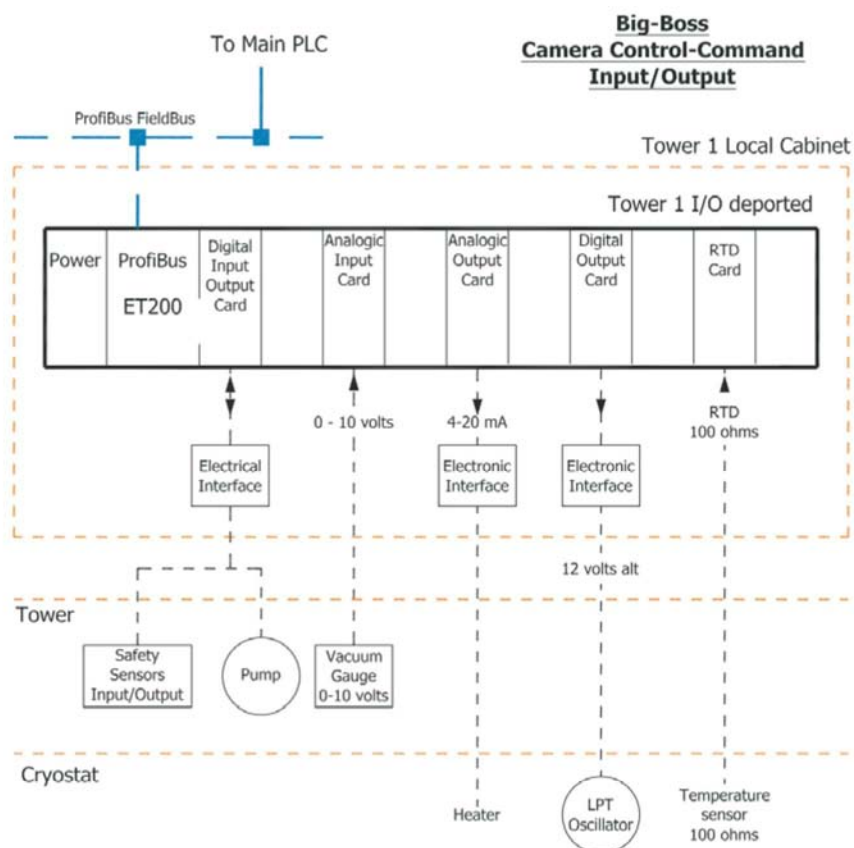 Big-Boss
Camera Control-Command
Input/Output
To Main PLC
ProfiBus FieldBus
Tower 1 Local Cabinet
Tower 1 I/O deported
Power
ProfiBus
ET200
Digital
Input
Output
Card
Analogic
Input
Card
Analogic
Output
Card
Digital
Output
Card
RTD
Card
0 - 10 volts
4-20 mA
RTD
100 ohms
Electrical
Interface
Electronic
Interface
Electronic
Interface
12 volts alt
Tower
Safety
Sensors
Input/Output
Pump
Vacuum
Gauge
0-10 volts
Cryostat
Heater
LPT
Oscillator
Temperature
sensor
100 ohms